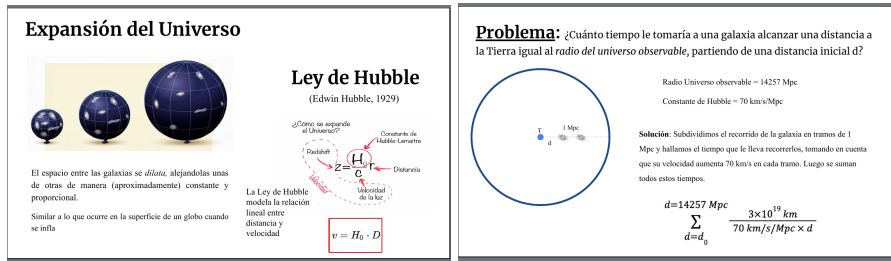 Expansión del Universo
El espacio entre las galaxias se dilata, alejandolas unas
de otras de manera (aproximadamente) constante y
proporcional.
Similar a lo que ocurre en la superficie de un globo cuando
se infla
Ley de Hubble
(Edwin Hubble, 1929)
¿Cómo se expande
el Universo?
Constante de
Hubble-Lemaître
Redshift
z = H₀/c r
Distancia
"Velocidad"
Velocidad
de la luz
La Ley de Hubble
modela la relación
lineal entre
distancia y
velocidad
v = H₀ · D
Problema: ¿Cuánto tiempo le tomaría a una galaxia alcanzar una distancia a
la Tierra igual al radio del universo observable, partiendo de una distancia inicial d?
T
1 Mpc
d
Radio Universo observable = 14257 Mpc
Constante de Hubble = 70 km/s/Mpc
Solución: Subdividimos el recorrido de la galaxia en tramos de 1
Mpc y hallamos el tiempo que le lleva recorrerlos, tomando en cuenta
que su velocidad aumenta 70 km/s en cada tramo. Luego se suman
todos estos tiempos.
d=14257 Mpc
∑
d=d₀
3×10¹⁹ km
70 km/s/Mpc × d